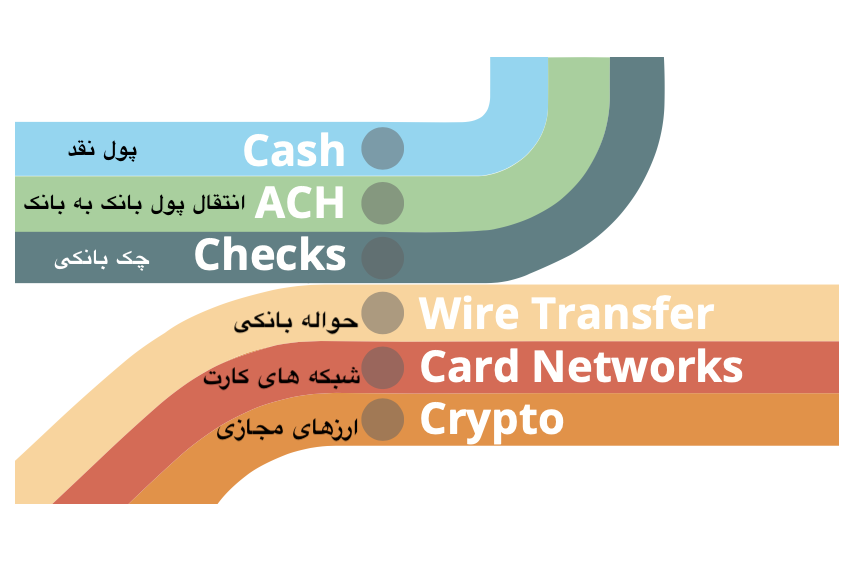 پول نقد Cash
انتقال پول بانک به بانک ACH
چک بانکی Checks
حواله بانکی Wire Transfer
شبکه های کارت Card Networks
ارزهای مجازی Crypto